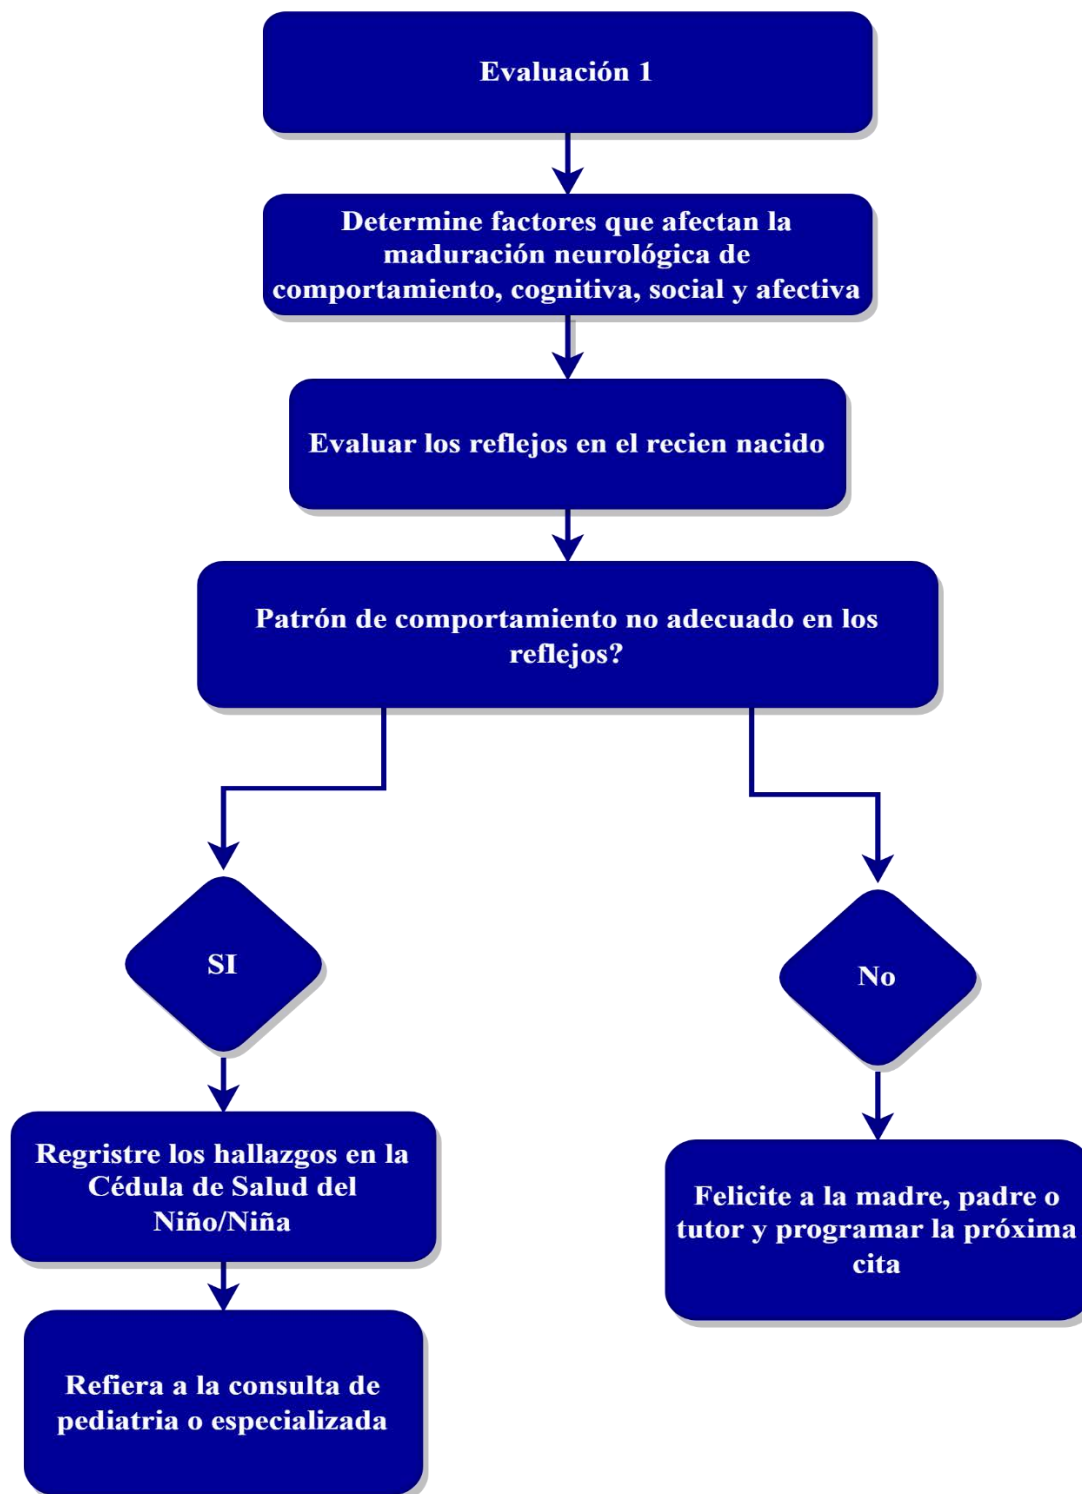 Evaluación 1
Determine factores que afectan la
maduración neurológica de
comportamiento, cognitiva, social y afectiva
Evaluar los reflejos en el recien nacido
Patrón de comportamiento no adecuado en los
reflejos?
SI
No
Regristre los hallazgos en la
Cédula de Salud del
Niño/Niña
Felicite a la madre, padre o
tutor y programar la próxima
cita
Refiera a la consulta de
pediatria o especializada